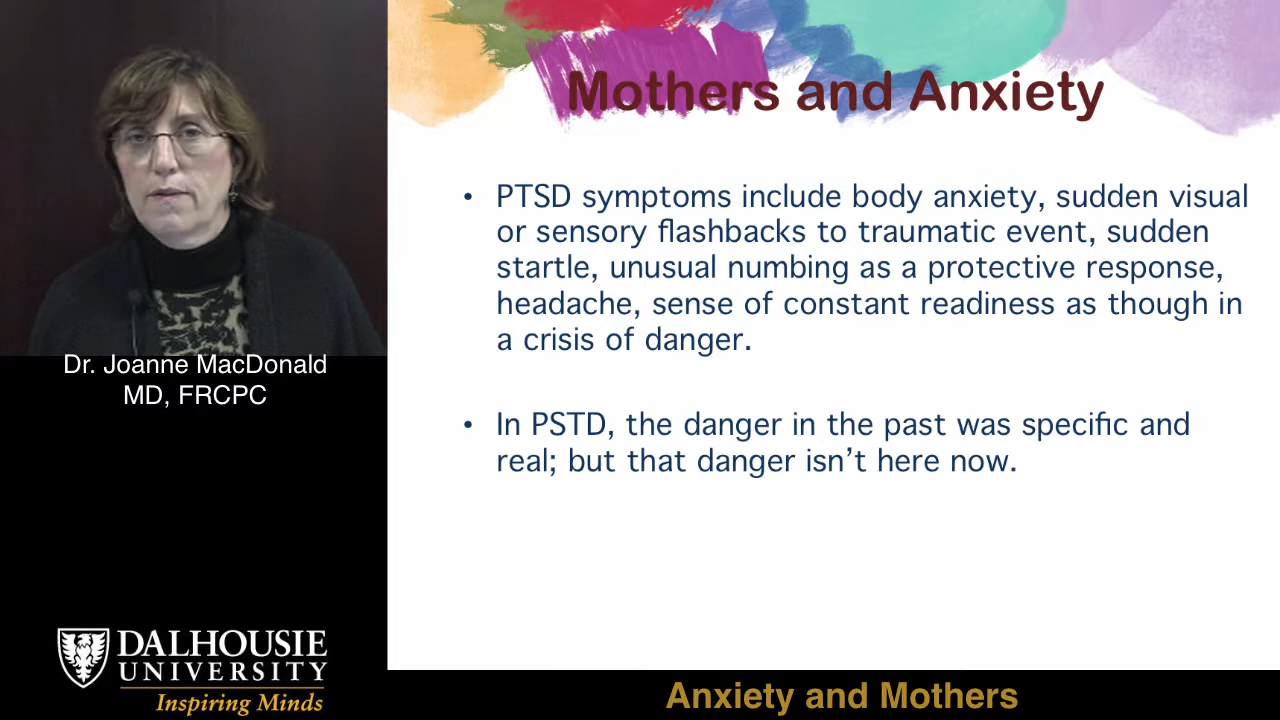 Mothers and Anxiety
• PTSD symptoms include body anxiety, sudden visual
or sensory flashbacks to traumatic event, sudden
startle, unusual numbing as a protective response,
headache, sense of constant readiness as though in
a crisis of danger.
• In PSTD, the danger in the past was specific and
real; but that danger isn’t here now.
Dr. Joanne MacDonald
MD, FRCPC
DALHOUSIE
UNIVERSITY
Inspiring Minds
Anxiety and Mothers